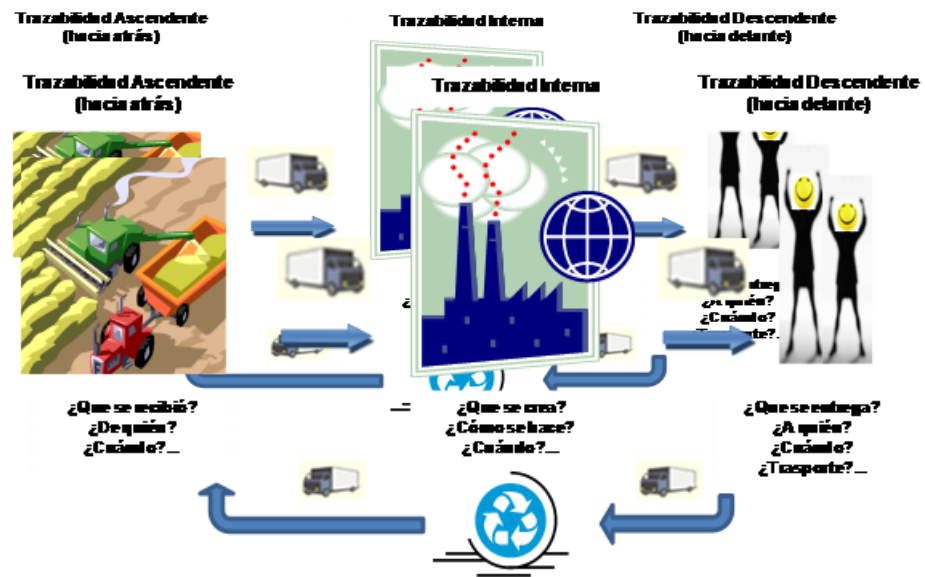 Trazabilidad Ascendente
(hacia atrás)
Trazabilidad Interna
Trazabilidad Descendente
(hacia delante)
Trazabilidad Ascendente
(hacia atrás)
Trazabilidad Interna
Trazabilidad Descendente
(hacia delante)
¿A quién?
¿Cuándo?
¿Que se recibió?
¿De quién?
¿Cuándo?...
¿Que se crea?
¿Cómo se hace?
¿Cuándo?...
¿Que se entrega?
¿A quién?
¿Cuándo?
¿Trasporte?...